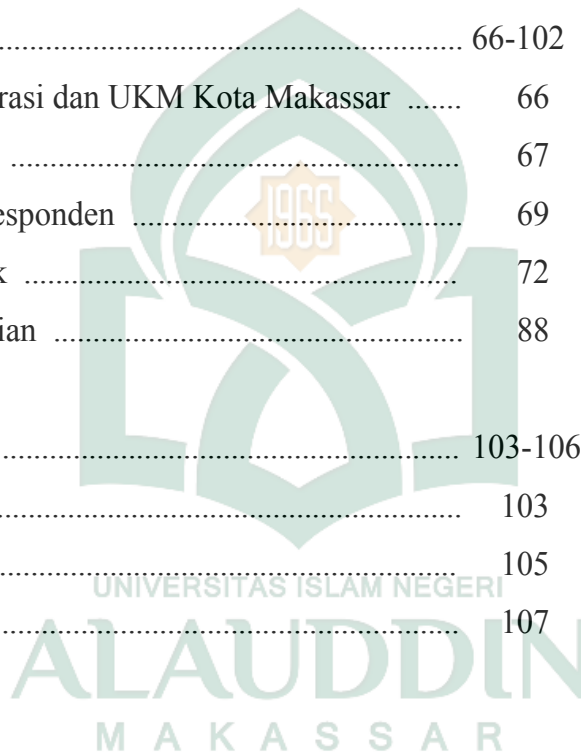 .................................................................... 66-102
rasi dan UKM Kota Makassar ....... 66
................................................................. 67
esponden ................................................ 69
k ............................................................... 72
ian ........................................................... 88
1965
................................................................. 103-106
................................................................. 103
................................................................. 105
UNIVERSITAS ISLAM NEGERI
................................................................. 107
ALAUDDIN
MAKASSAR